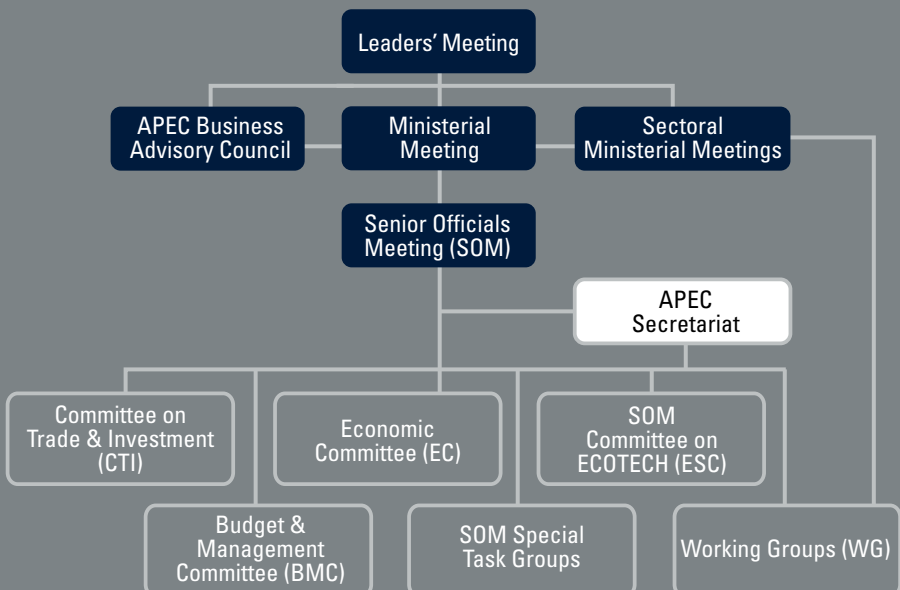 Leaders’ Meeting
APEC Business
Advisory Council
Ministerial
Meeting
Sectoral
Ministerial Meetings
Senior Officials
Meeting (SOM)
APEC
Secretariat
Committee on
Trade & Investment
(CTI)
Economic
Committee (EC)
SOM
Committee on
ECOTECH (ESC)
Budget &
Management
Committee (BMC)
SOM Special
Task Groups
Working Groups (WG)